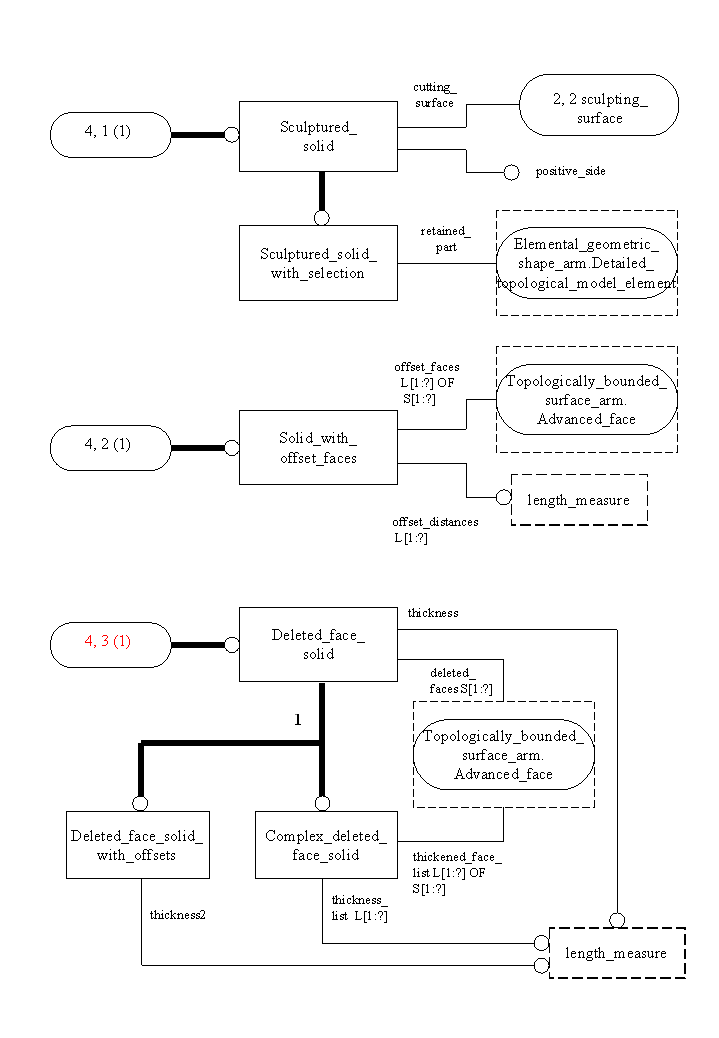 cutting_
surface
2, 2 sculpting_
surface
4, 1 (1)
Sculptured_
solid
positive_side
retained_
part
Sculptured_solid_
with_selection
Elemental_geometric_
shape_arm.Detailed_
topological_model_element
offset_faces
L[1:?] OF
S[1:?]
Topologically_bounded_
surface_arm.
Advanced_face
4, 2 (1)
Solid_with_
offset_faces
length_measure
offset_distances
L[1:?]
thickness
4, 3 (1)
Deleted_face_
solid
deleted_
faces S[1:?]
1
Topologically_bounded_
surface_arm.
Advanced_face
Deleted_face_solid_
with_offsets
Complex_deleted_
face_solid
thickened_face_
list L[1:?] OF
S[1:?]
thickness2
thickness_
list L[1:?]
length_measure